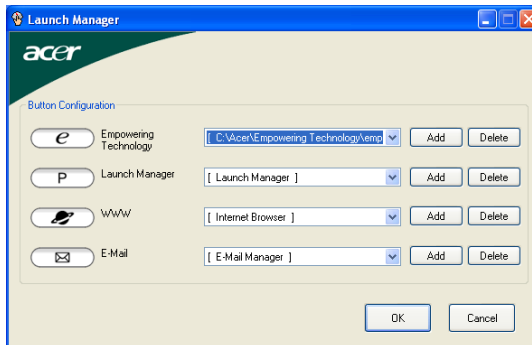 Launch Manager
acer
Button Configuration
e Empowering Technology [ C:\Acer\Empowering Technology\emp Add Delete
P Launch Manager [ Launch Manager ] Add Delete
WWW [ Internet Browser ] Add Delete
E-Mail [ E-Mail Manager ] Add Delete
OK Cancel